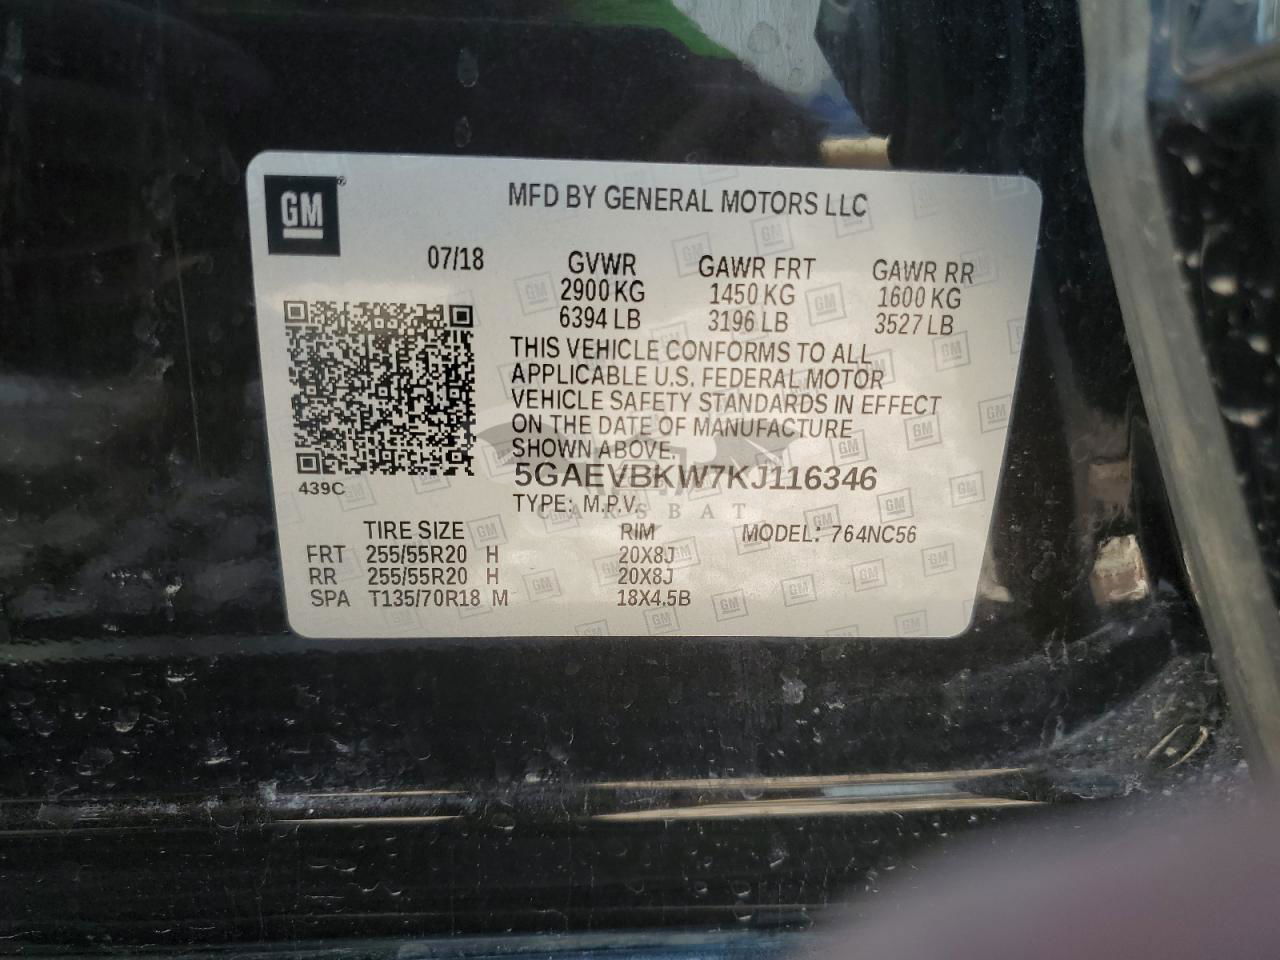 GM
MFD BY GENERAL MOTORS LLC
07/18 GVWR GAWR FRT GAWR RR
2900 KG 1450 KG 1600 KG
6394 LB 3196 LB 3527 LB
THIS VEHICLE CONFORMS TO ALL
APPLICABLE U.S. FEDERAL MOTOR
VEHICLE SAFETY STANDARDS IN EFFECT
ON THE DATE OF MANUFACTURE
SHOWN ABOVE.
439C 5GAEVBKW7KJ116346
TYPE: M.P.V.
CARSBAT
TIRE SIZE RIM MODEL: 764NC56
FRT 255/55R20 H 20X8J
RR 255/55R20 H 20X8J
SPA T135/70R18 M 18X4.5B